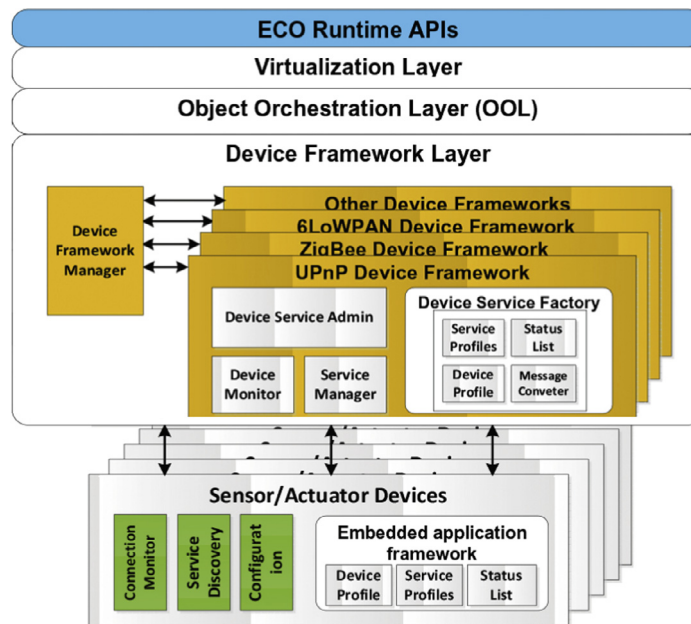 ECO Runtime APIs
Virtualization Layer
Object Orchestration Layer (OOL)
Device Framework Layer
Device
Framework
Manager
Other Device Frameworks
6LoWPAN Device Framework
ZigBee Device Framework
UPnP Device Framework
Device Service Admin
Device
Monitor
Service
Manager
Device Service Factory
Service
Profiles
Status
List
Device
Profile
Message
Conveter
Sensor/Actuator Devices
Connection
Monitor
Service
Discovery
Configurat
ion
Embedded application
framework
Device
Profile
Service
Profiles
Status
List